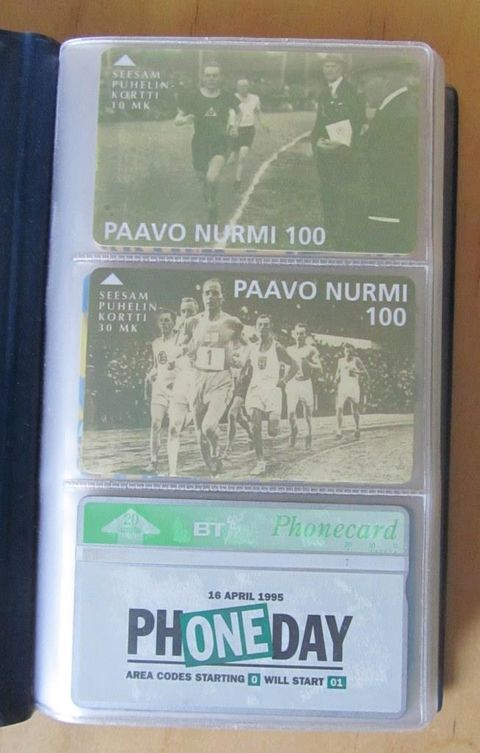 SEESAM
PUHELIN-
KORTTI
10 MK
PAAVO NURMI 100
SEESAM
PUHELIN-
KORTTI
30 MK
PAAVO NURMI
100
1
20
BT
Phonecard
16 APRIL 1995
PHONEDAY
AREA CODES STARTING 0 WILL START 01